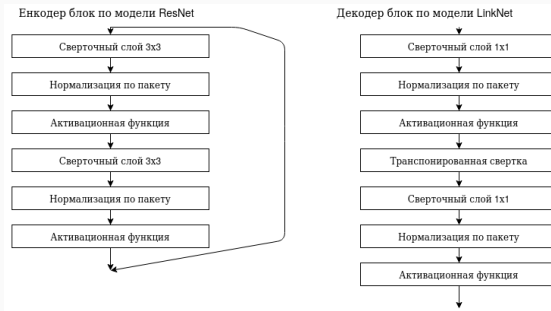 Енкодер блок по модели ResNet
Сверточный слой 3x3
Нормализация по пакету
Активационная функция
Сверточный слой 3x3
Нормализация по пакету
Активационная функция
Декодер блок по модели LinkNet
Сверточный слой 1x1
Нормализация по пакету
Активационная функция
Транспонированная свертка
Сверточный слой 1x1
Нормализация по пакету
Активационная функция